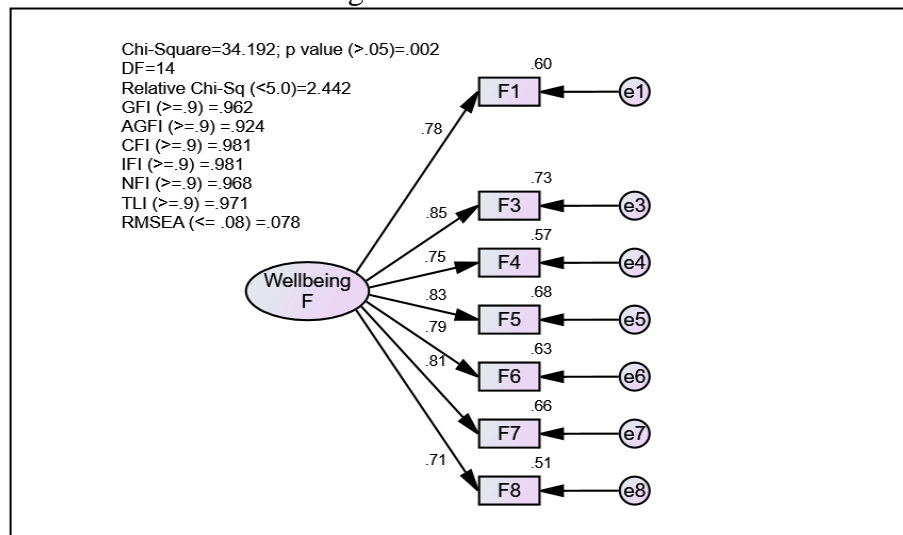 Chi-Square=34.192; p value (>.05)=.002
DF=14
Relative Chi-Sq (<5.0)=2.442
GFI (>=.9) =.962
AGFI (>=.9) =.924
CFI (>=.9) =.981
IFI (>=.9) =.981
NFI (>=.9) =.968
TLI (>=.9) =.971
RMSEA (<= .08) =.078
.60
F1
e1
.78
.73
F3
e3
.85
.57
F4
e4
.75
Wellbeing
F
.68
F5
e5
.83
.63
F6
e6
.79
.66
F7
e7
.81
.51
F8
e8
.71